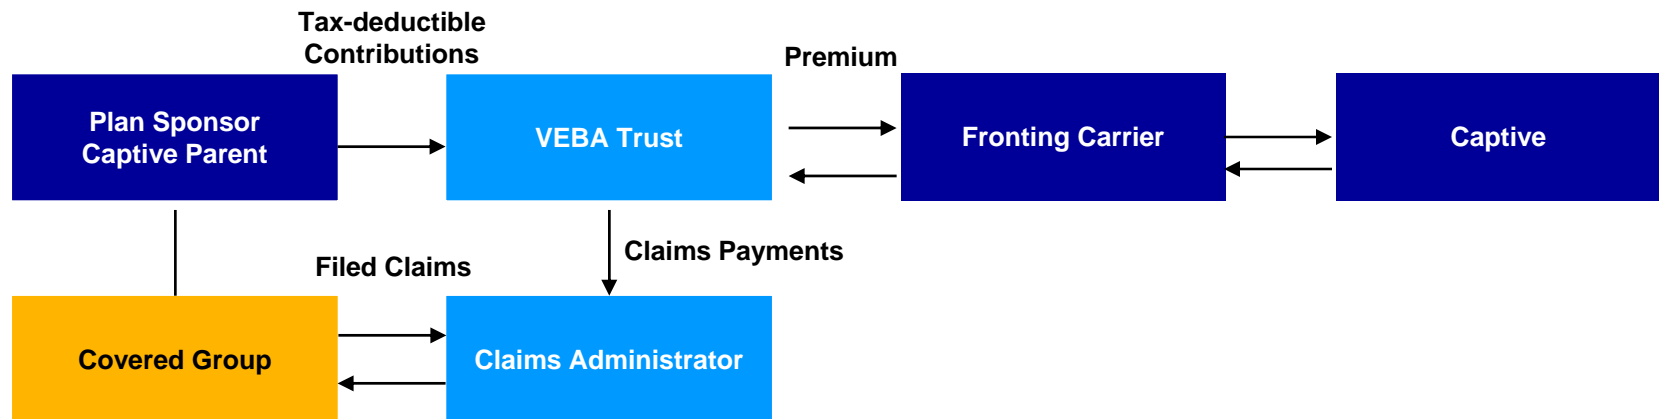 Tax-deductible
Contributions
Premium
Plan Sponsor
Captive Parent
VEBA Trust
Fronting Carrier
Captive
Claims Payments
Filed Claims
Covered Group
Claims Administrator